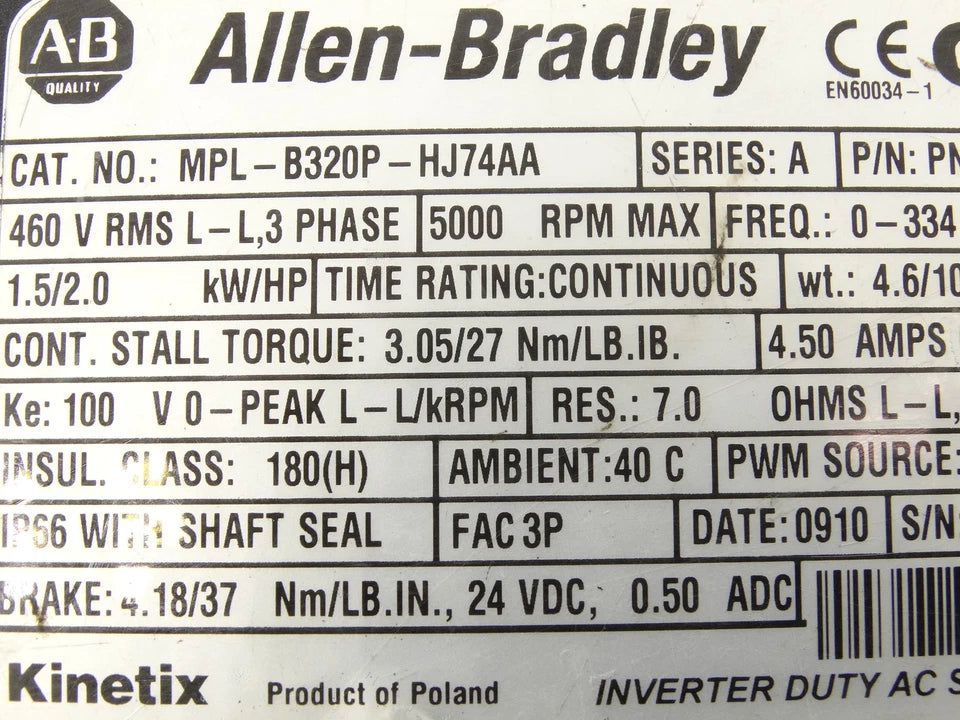 A-B Allen-Bradley CE
QUALITY EN60034-1
CAT. NO.: MPL-B320P-HJ74AA SERIES: A P/N: PN
460 V RMS L-L,3 PHASE 5000 RPM MAX FREQ.: 0-334
1.5/2.0 kW/HP TIME RATING:CONTINUOUS wt.: 4.6/10
CONT. STALL TORQUE: 3.05/27 Nm/LB.IB. 4.50 AMPS
Ke: 100 V 0-PEAK L-L/kRPM RES.: 7.0 OHMS L-L,
INSUL. CLASS: 180(H) AMBIENT:40 C PWM SOURCE:
IP66 WITH SHAFT SEAL FAC 3P DATE:0910 S/N:
BRAKE: 4.18/37 Nm/LB.IN., 24 VDC, 0.50 ADC
Kinetix Product of Poland INVERTER DUTY AC S